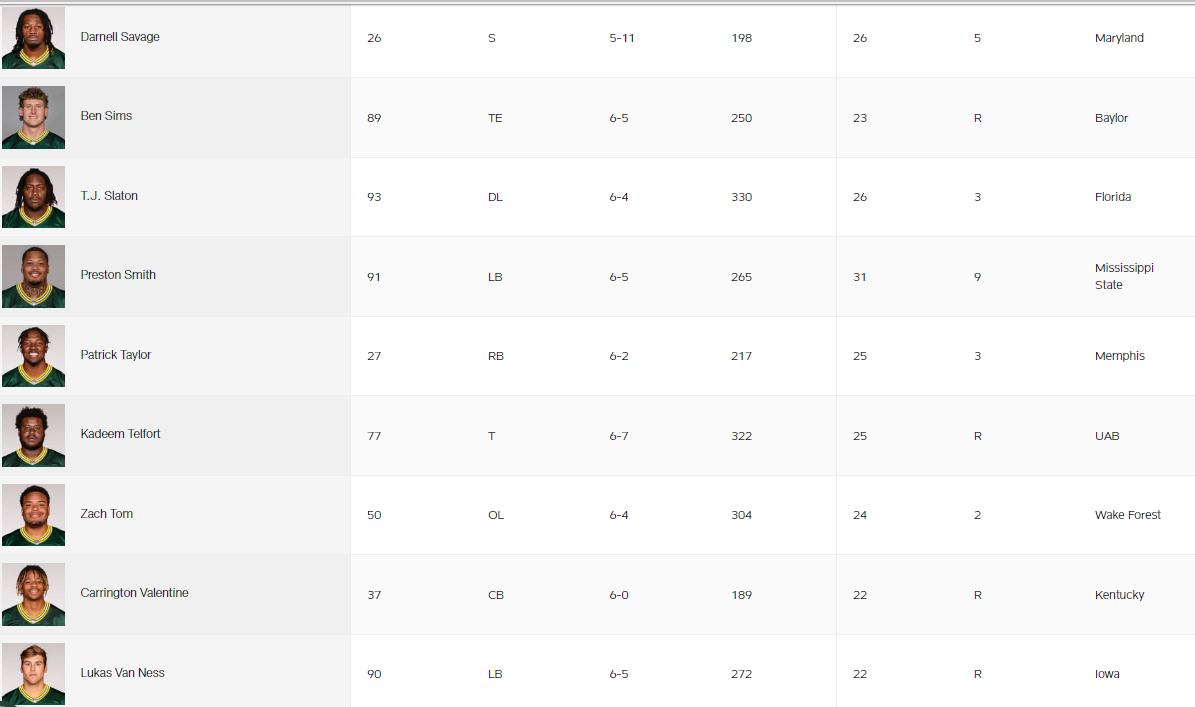 Darnell Savage 26 S 5-11 198 26 5 Maryland
Ben Sims 89 TE 6-5 250 23 R Baylor
T.J. Slaton 93 DL 6-4 330 26 3 Florida
Preston Smith 91 LB 6-5 265 31 9 Mississippi
State
Patrick Taylor 27 RB 6-2 217 25 3 Memphis
Kadeem Telfort 77 T 6-7 322 25 R UAB
Zach Tom 50 OL 6-4 304 24 2 Wake Forest
Carrington Valentine 37 CB 6-0 189 22 R Kentucky
Lukas Van Ness 90 LB 6-5 272 22 R Iowa